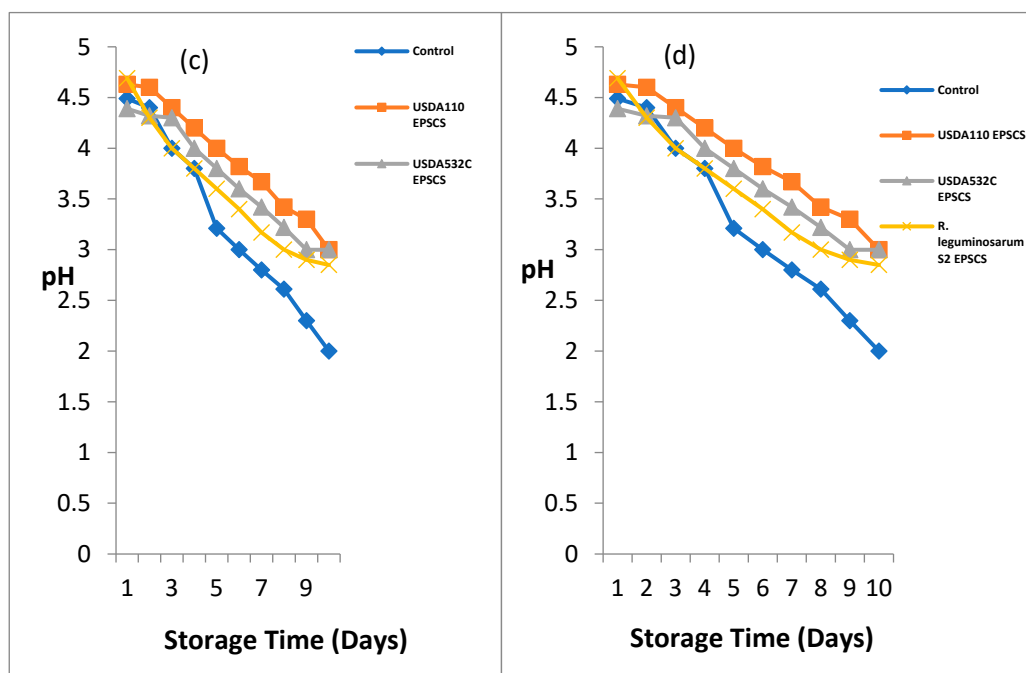 (c)
5
4.5
4
3.5
3
2.5
2
1.5
1
0.5
0
pH
1 3 5 7 9
Storage Time (Days)
Control
USDA110
EPSCS
USDA532C
EPSCS
(d)
5
4.5
4
3.5
3
2.5
2
1.5
1
0.5
0
pH
1 2 3 4 5 6 7 8 9 10
Storage Time (Days)
Control
USDA110 EPSCS
USDA532C
EPSCS
R.
leguminosarum
S2 EPSCS